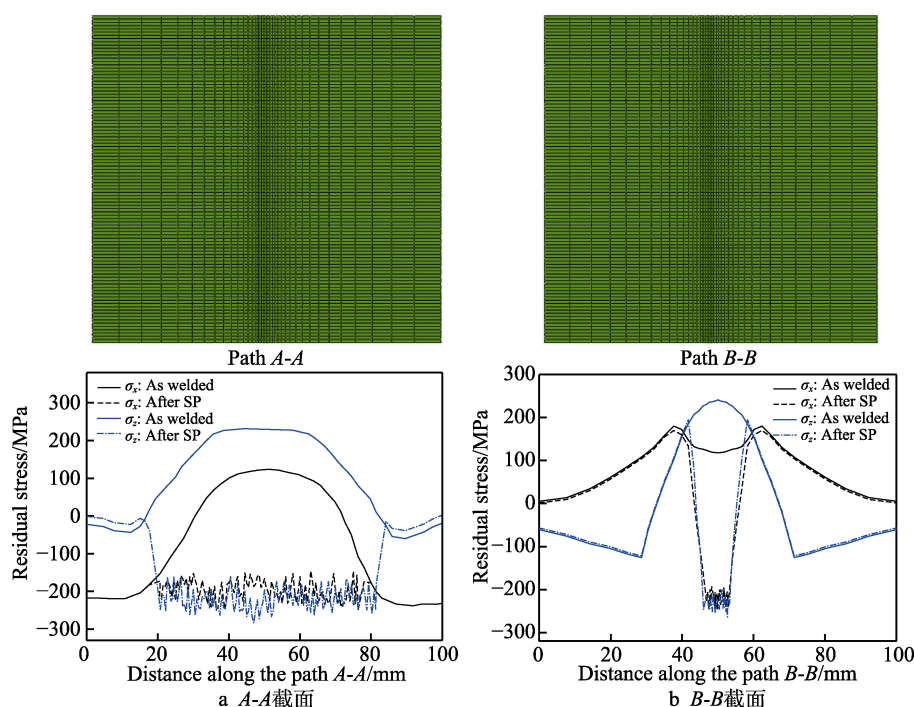 Path A-A
Path B-B
Residual stress/MPa
300
200
100
0
−100
−200
−300
σx: As welded
σx: After SP
σz: As welded
σz: After SP
0 20 40 60 80 100
Distance along the path A-A/mm
a A-A截面
Residual stress/MPa
300
200
100
0
−100
−200
−300
σx: As welded
σx: After SP
σz: As welded
σz: After SP
0 20 40 60 80 100
Distance along the path B-B/mm
b B-B截面